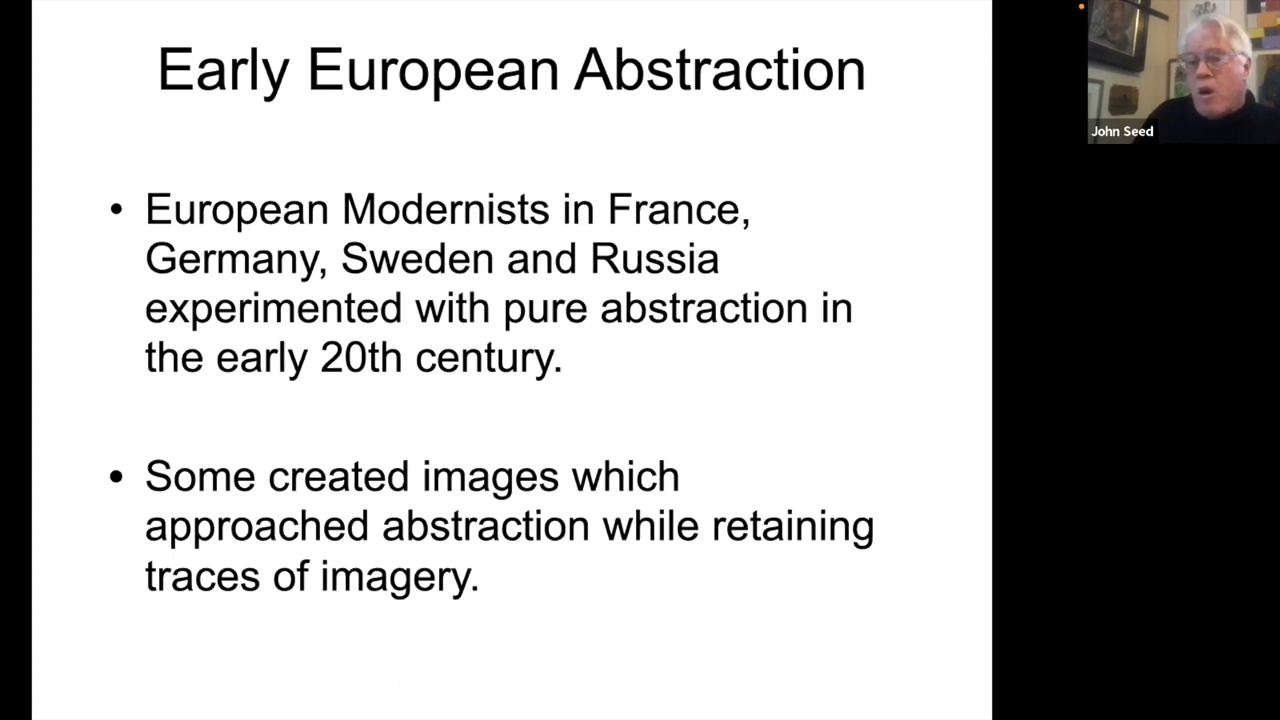 Early European Abstraction
John Seed
• European Modernists in France,
Germany, Sweden and Russia
experimented with pure abstraction in
the early 20th century.
• Some created images which
approached abstraction while retaining
traces of imagery.